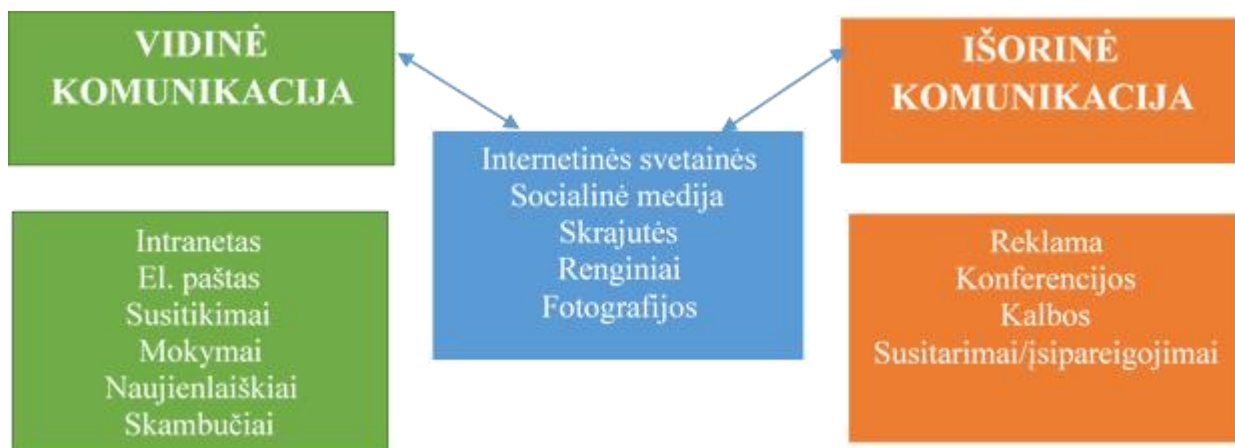 VIDINĖ
KOMUNIKACIJA
Intranetas
El. paštas
Susitikimai
Mokymai
Naujienlaiškiai
Skambučiai
Internetinės svetainės
Socialinė medija
Skrajutės
Renginiai
Fotografijos
IŠORINĖ
KOMUNIKACIJA
Reklama
Konferencijos
Kalbos
Susitarimai/įsipareigojimai